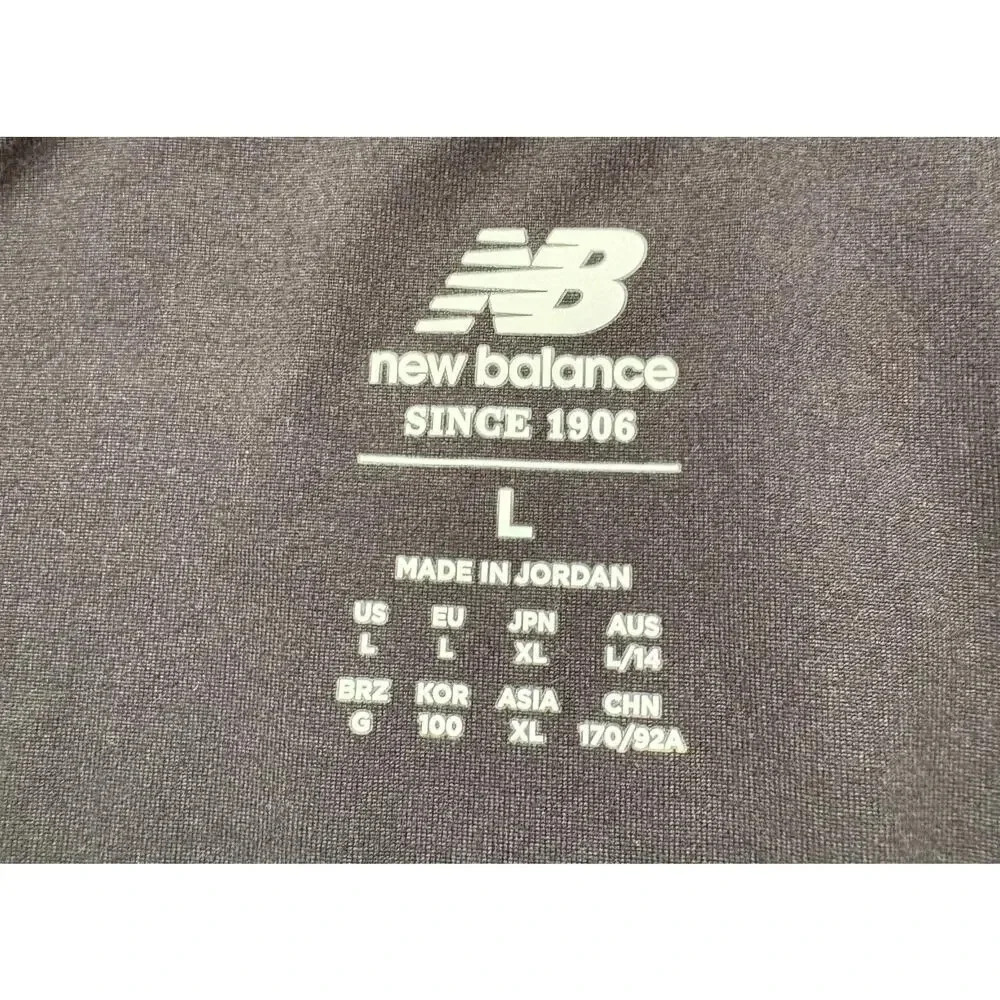 NB
new balance
SINCE 1906
L
MADE IN JORDAN
US EU JPN AUS
L L XL L/14
BRZ KOR ASIA CHN
G 100 XL 170/92A